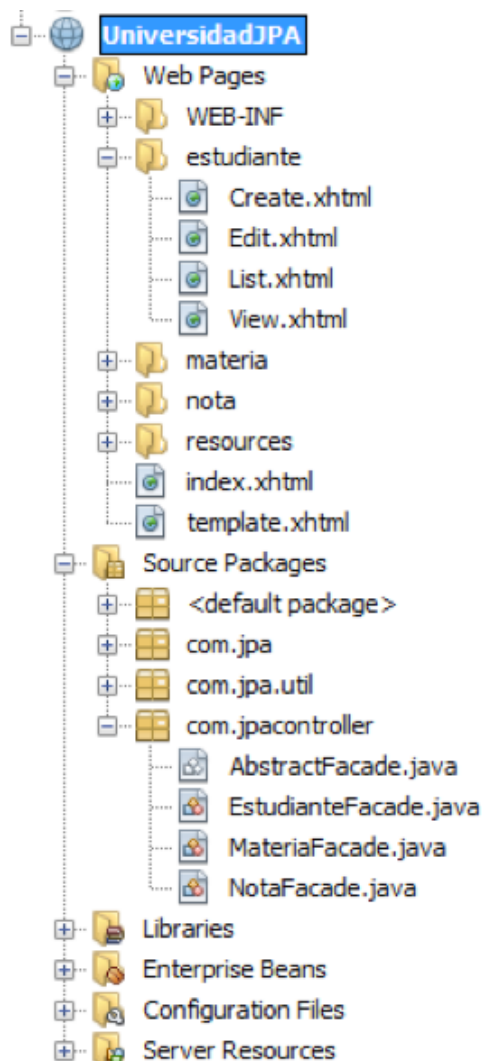 UniversidadJPA
Web Pages
WEB-INF
estudiante
Create.xhtml
Edit.xhtml
List.xhtml
View.xhtml
materia
nota
resources
index.xhtml
template.xhtml
Source Packages
<default package>
com.jpa
com.jpa.util
com.jpacontroller
AbstractFacade.java
EstudianteFacade.java
MateriaFacade.java
NotaFacade.java
Libraries
Enterprise Beans
Configuration Files
Server Resources